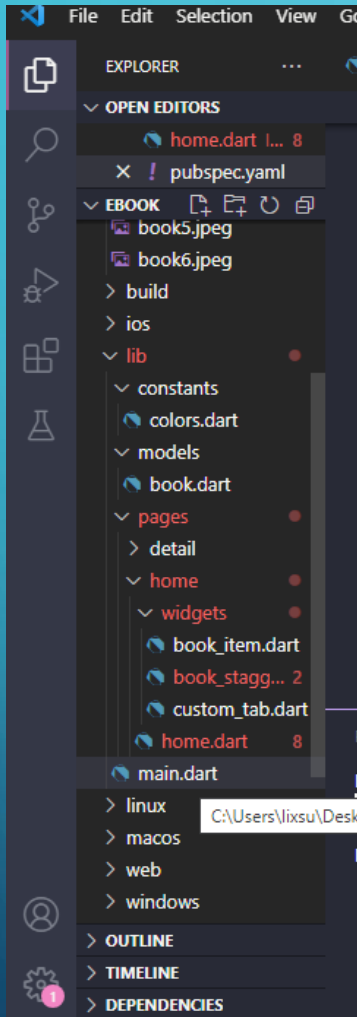 File Edit Selection View Go
EXPLORER ...
OPEN EDITORS
home.dart l... 8
! pubspec.yaml
EBOOK
book5.jpeg
book6.jpeg
build
ios
lib
constants
colors.dart
models
book.dart
pages
detail
home
widgets
book_item.dart
book_stagg... 2
custom_tab.dart
home.dart 8
main.dart
linux
C:\Users\lixsu\Desk
macos
web
windows
OUTLINE
1
TIMELINE
DEPENDENCIES